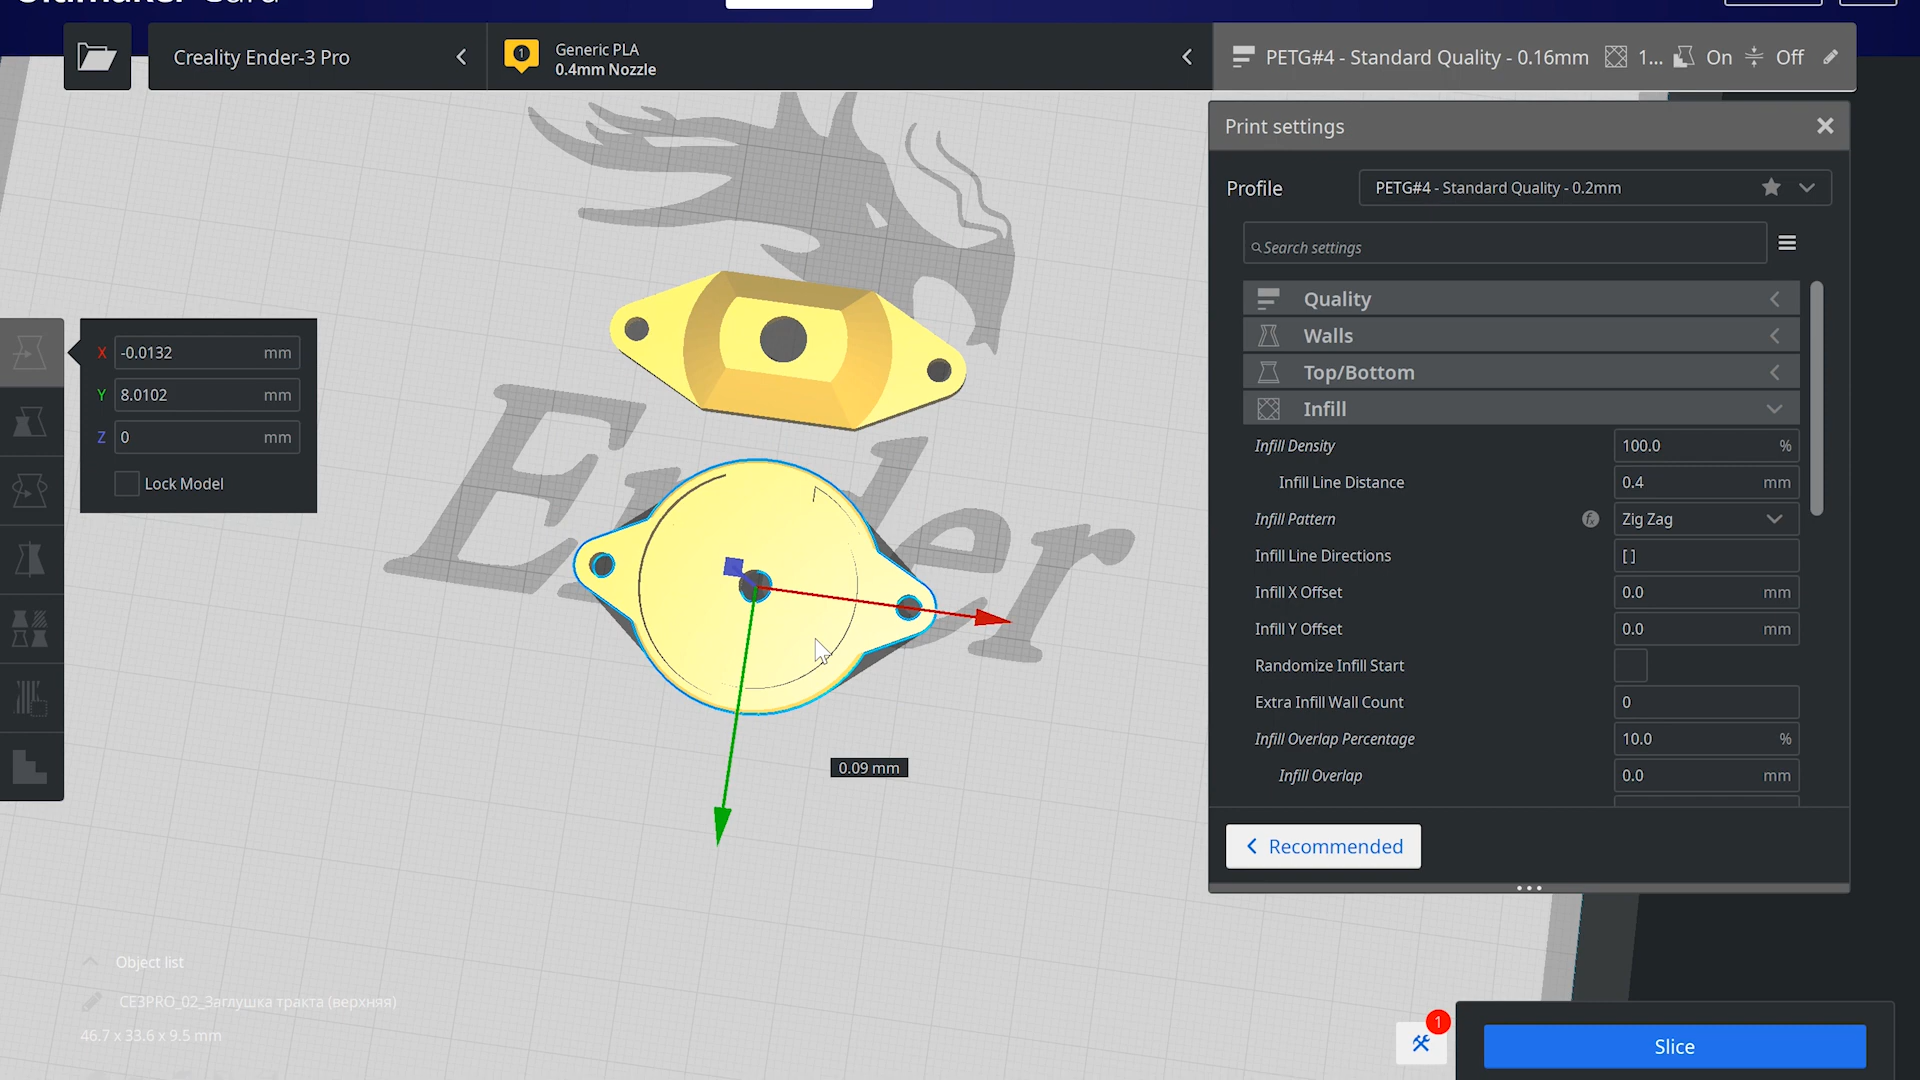 Creality Ender-3 Pro
1
Generic PLA
0.4mm Nozzle
PETG#4 - Standard Quality - 0.16mm
1...
On
Off
Print settings
Profile
PETG#4 - Standard Quality - 0.2mm
Search settings
Quality
Walls
Top/Bottom
Infill
Infill Density
100.0 %
Infill Line Distance
0.4 mm
Infill Pattern
Zig Zag
Infill Line Directions
[ ]
Infill X Offset
0.0 mm
Infill Y Offset
0.0 mm
Randomize Infill Start
Extra Infill Wall Count
0
Infill Overlap Percentage
10.0 %
Infill Overlap
0.0 mm
Recommended
X -0.0132 mm
Y 8.0102 mm
Z 0 mm
Lock Model
Ender
0.09 mm
Object list
CE3PRO_02_Заглушка тракта (верхняя)
46.7 x 33.6 x 9.5 mm
1
Slice